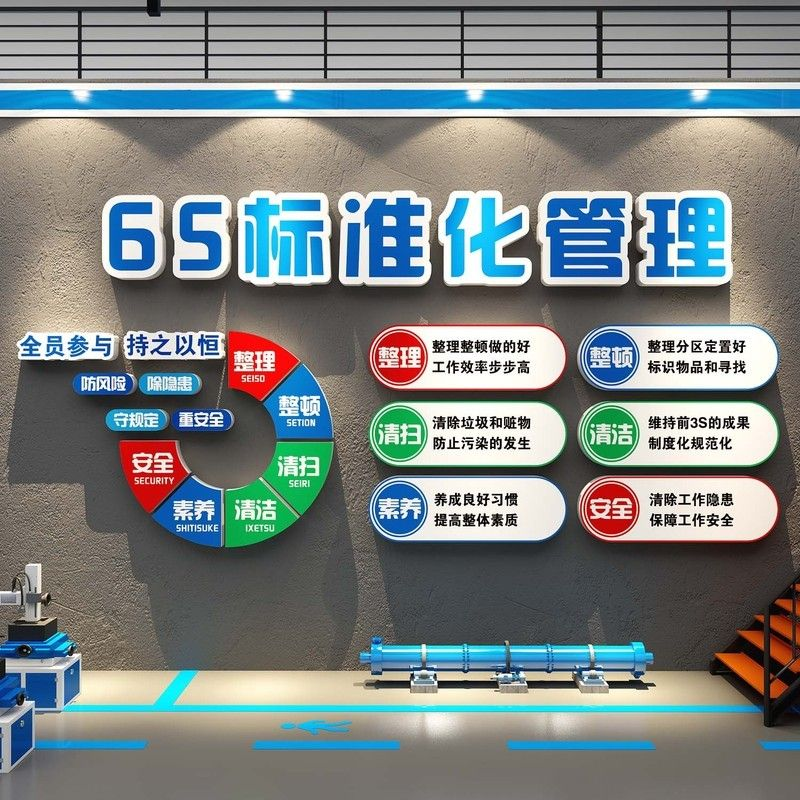 6S标准化管理
全员参与 持之以恒
防风险 除隐患
守规定 重安全
整理
SEISO
整顿
SETION
清扫
SEIRI
清洁
IXETSU
素养
SHITISUKE
安全
SECURITY
整理
整理整顿做的好
工作效率步步高
整顿
整理分区定置好
标识物品和寻找
清扫
清除垃圾和赃物
防止污染的发生
清洁
维持前3S的成果
制度化规范化
素养
养成良好习惯
提高整体素质
安全
清除工作隐患
保障工作安全